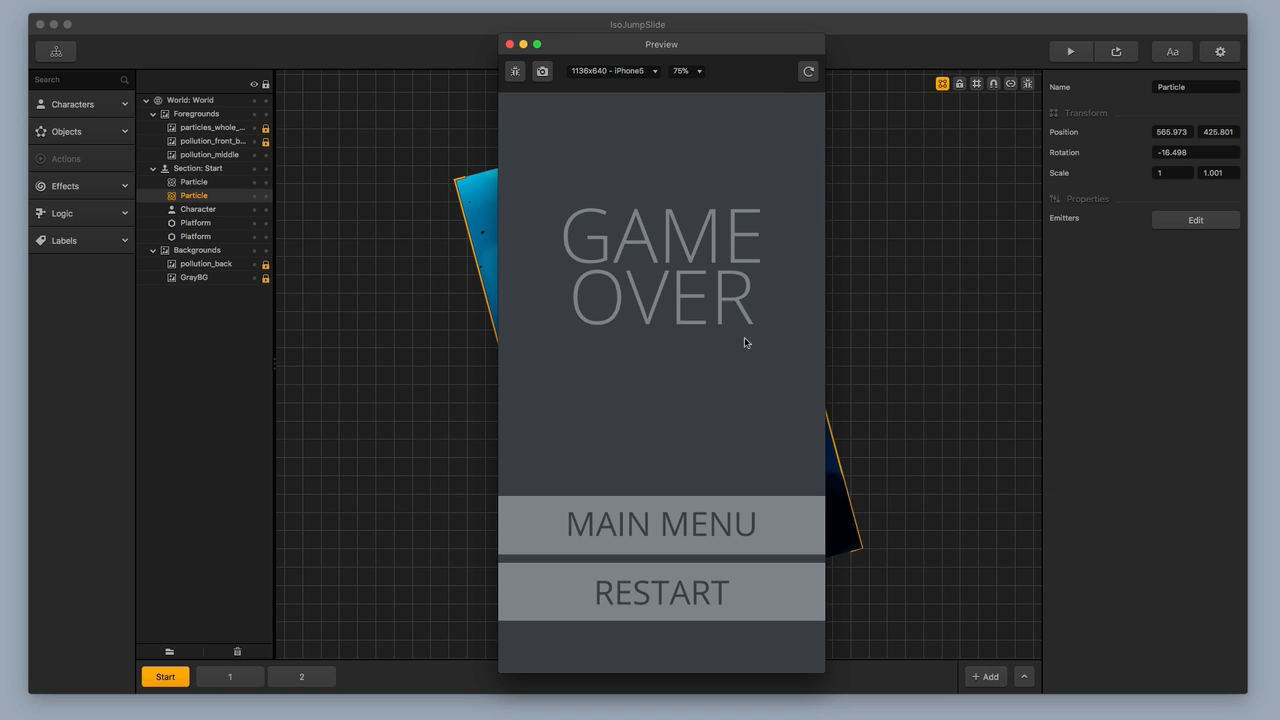 IsoJumpSlide
Aa
Search
Characters
Objects
Actions
Effects
Logic
Labels
World: World
Foregrounds
particles_whole_...
pollution_front_b...
pollution_middle
Section: Start
Particle
Particle
Character
Platform
Platform
Backgrounds
pollution_back
GrayBG
Preview
1136x640 - iPhone5
75%
GAME
OVER
MAIN MENU
RESTART
Name
Particle
Transform
Position
565.973
425.801
Rotation
-16.498
Scale
1
1.001
Properties
Emitters
Edit
Start
1
2
+ Add